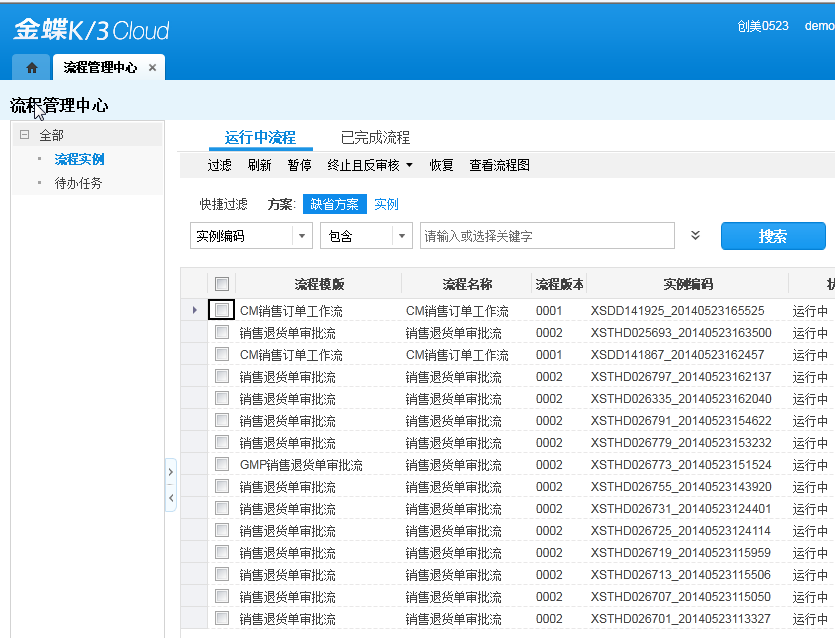 金蝶K/3 Cloud
创美0523 demo
流程管理中心
流程管理中心
全部
流程实例
待办任务
运行中流程 已完成流程
过滤 刷新 暂停 终止且反审核 恢复 查看流程图
快捷过滤 方案: 缺省方案 实例
实例编码 包含 请输入或选择关键字 搜索
流程模版 流程名称 流程版本 实例编码
CM销售订单工作流 CM销售订单工作流 0001 XSDD141925_20140523165525 运行中
销售退货单审批流 销售退货单审批流 0002 XSTHD025693_20140523163500 运行中
CM销售订单工作流 CM销售订单工作流 0001 XSDD141867_20140523162457 运行中
销售退货单审批流 销售退货单审批流 0002 XSTHD026797_20140523162137 运行中
销售退货单审批流 销售退货单审批流 0002 XSTHD026335_20140523162040 运行中
销售退货单审批流 销售退货单审批流 0002 XSTHD026791_20140523154622 运行中
销售退货单审批流 销售退货单审批流 0002 XSTHD026779_20140523153232 运行中
GMP销售退货单审批流 销售退货单审批流 0002 XSTHD026773_20140523151524 运行中
销售退货单审批流 销售退货单审批流 0002 XSTHD026755_20140523143920 运行中
销售退货单审批流 销售退货单审批流 0002 XSTHD026731_20140523124401 运行中
销售退货单审批流 销售退货单审批流 0002 XSTHD026725_20140523124114 运行中
销售退货单审批流 销售退货单审批流 0002 XSTHD026719_20140523115959 运行中
销售退货单审批流 销售退货单审批流 0002 XSTHD026713_20140523115506 运行中
销售退货单审批流 销售退货单审批流 0002 XSTHD026707_20140523115050 运行中
销售退货单审批流 销售退货单审批流 0002 XSTHD026701_20140523113327 运行中